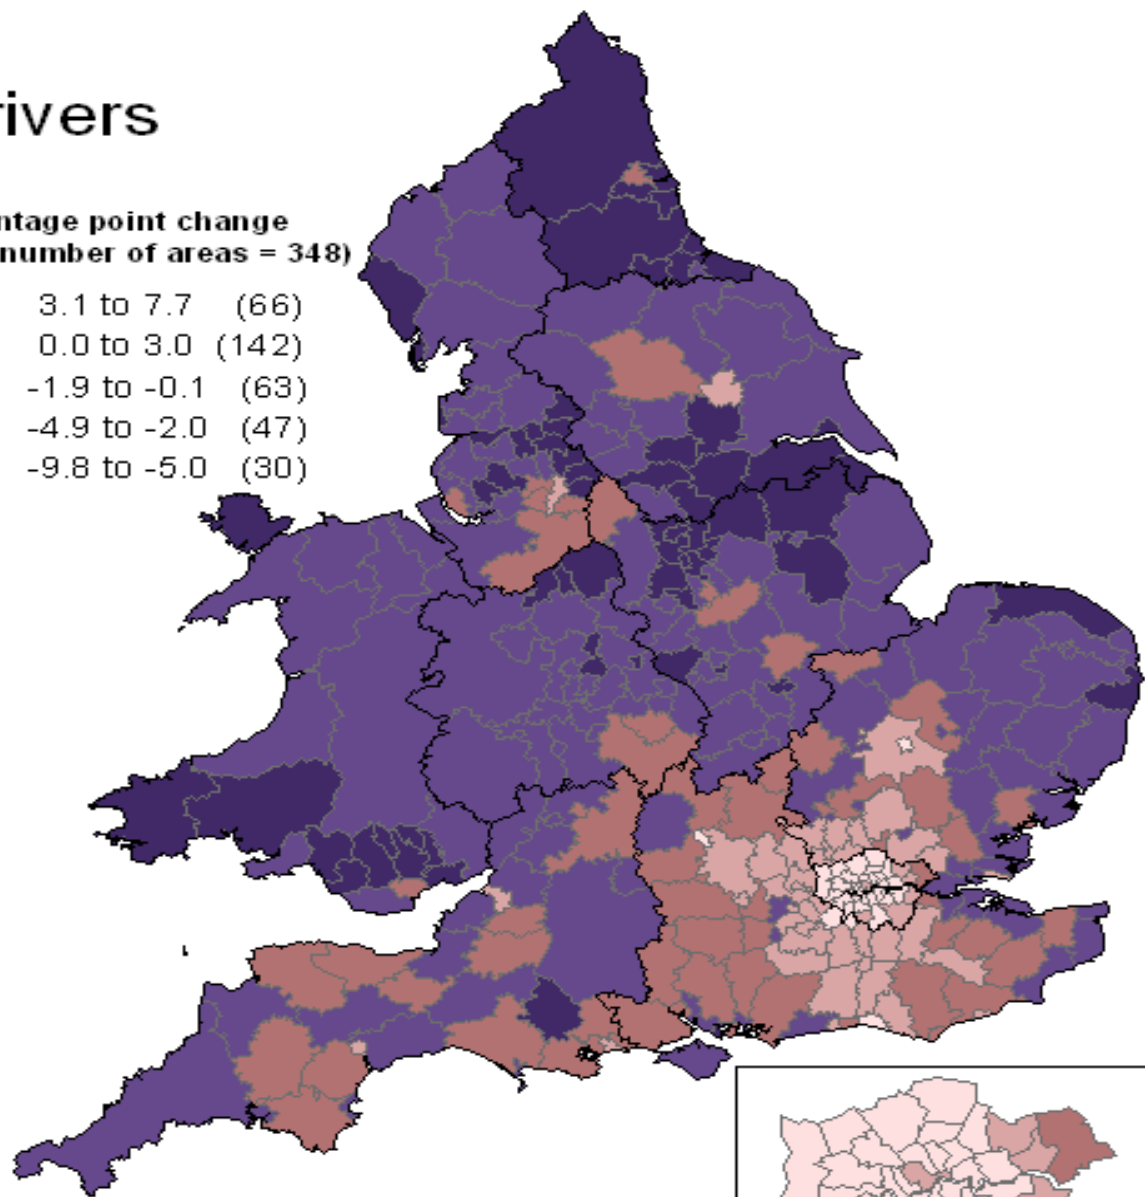 rivers
ntage point change
number of areas = 348)
3.1 to 7.7 (66)
0.0 to 3.0 (142)
-1.9 to -0.1 (63)
-4.9 to -2.0 (47)
-9.8 to -5.0 (30)